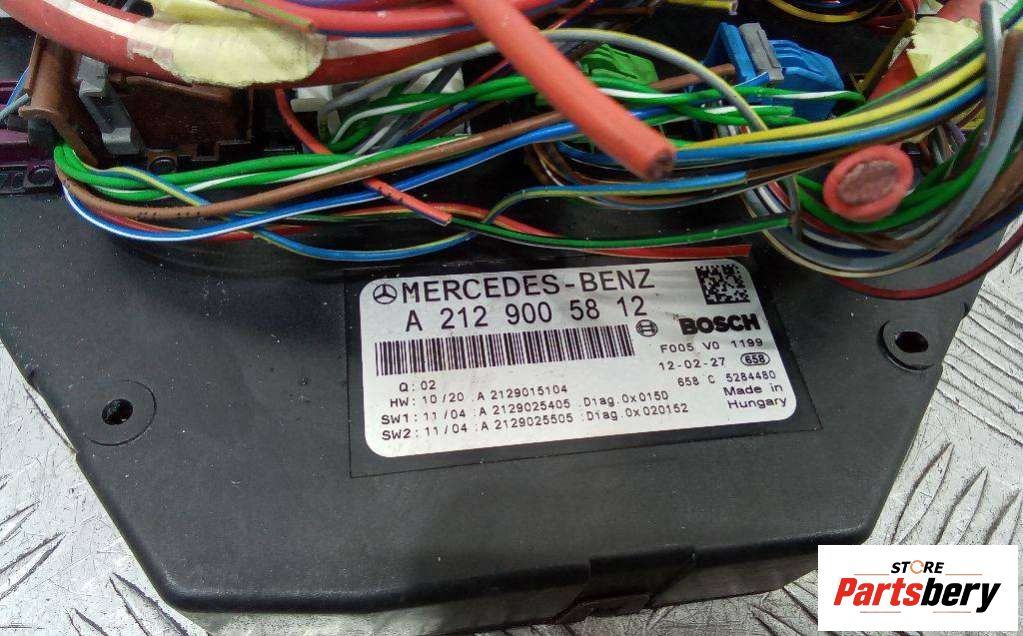 MERCEDES-BENZ
A 212 900 58 12
BOSCH
F005 V0 1199
12-02-27 658
658 C 5284480
Made in
Hungary
Q: 02
HW: 10/20 .A 2129015104
SW1: 11/04 .A 2129025405 .Diag.0x0150
SW2: 11/04 .A 2129025505 .Diag.0x020152
STORE
Partsbery